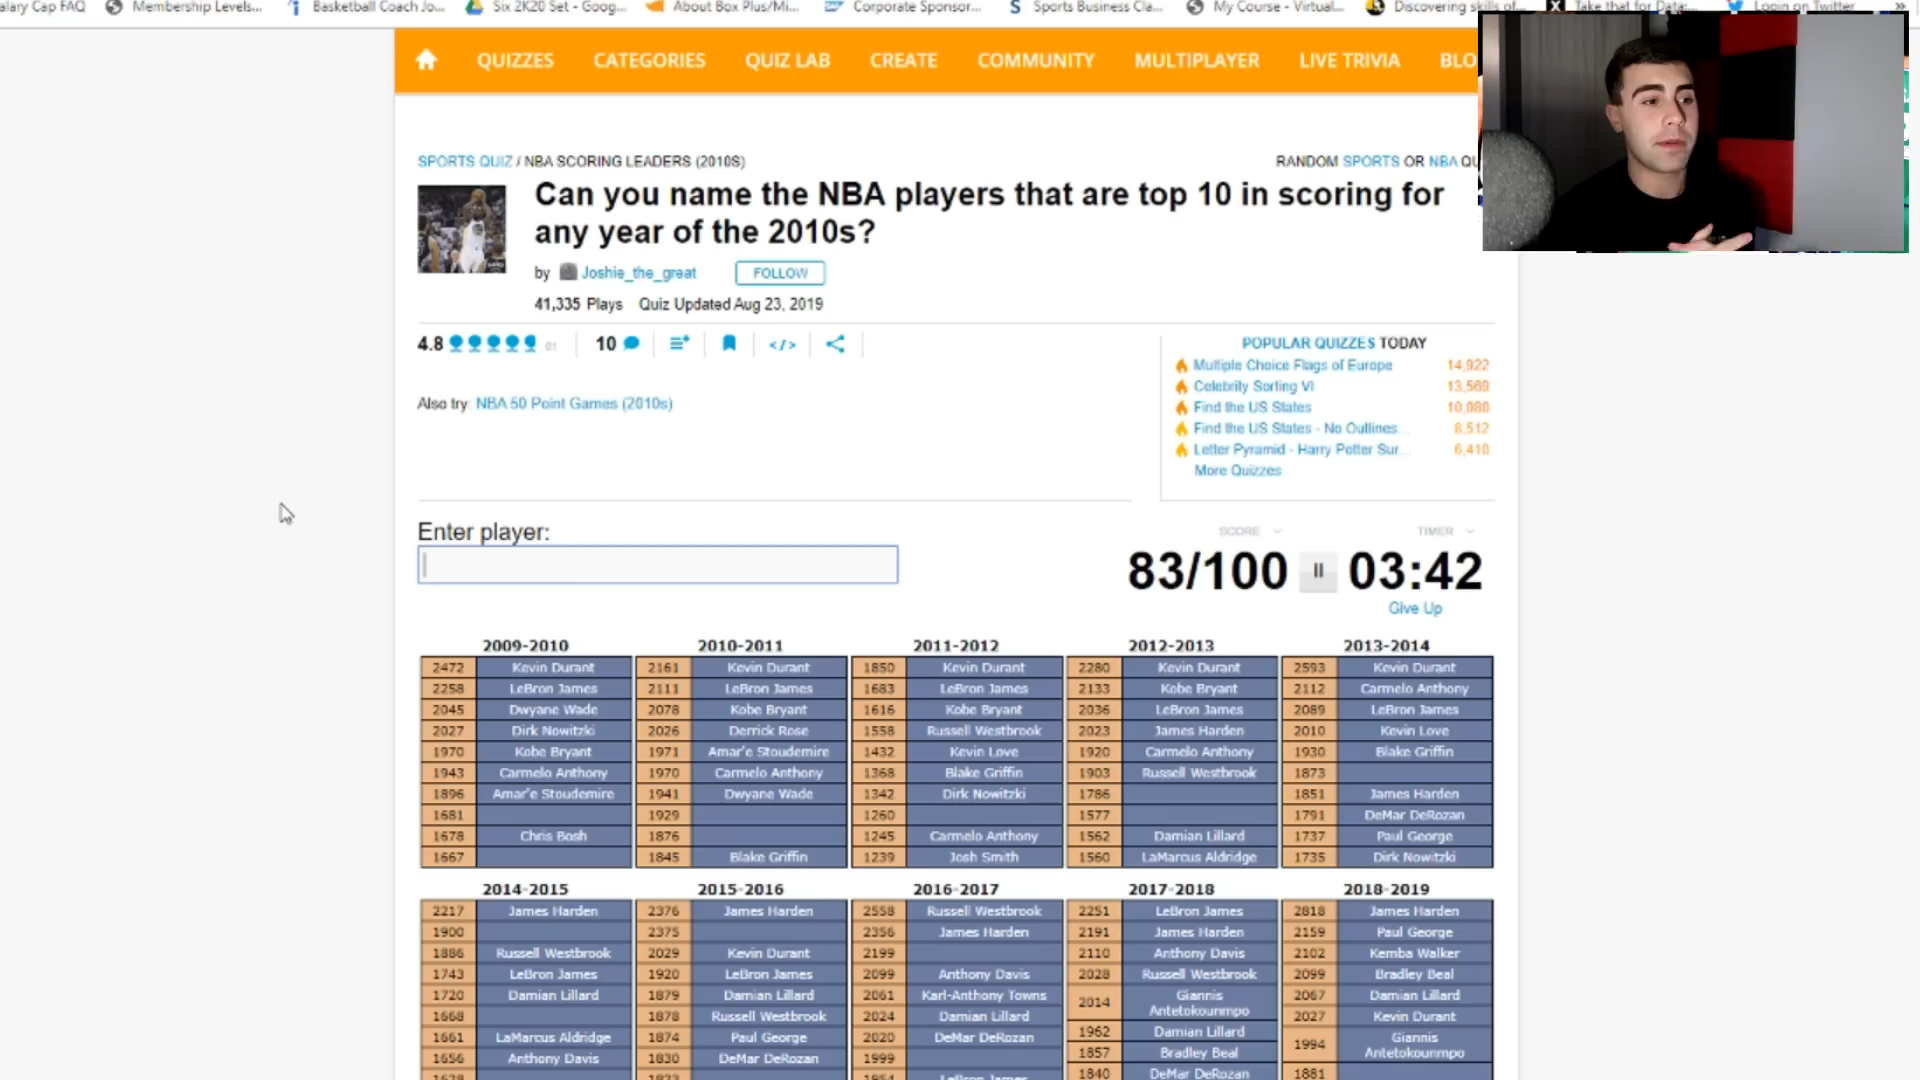 alary Cap FAQ Membership Levels... Basketball Coach Jo... Six 2K20 Set - Goog... About Box Plus/Mi... Corporate Sponsor... Sports Business Cla... My Course - Virtual... Discovering skills of... Take that for Data:... Login on Twitter »
QUIZZES CATEGORIES QUIZ LAB CREATE COMMUNITY MULTIPLAYER LIVE TRIVIA BLO
SPORTS QUIZ / NBA SCORING LEADERS (2010S) RANDOM SPORTS OR NBA QU
Can you name the NBA players that are top 10 in scoring for
any year of the 2010s?
by Joshie_the_great FOLLOW
41,335 Plays Quiz Updated Aug 23, 2019
4.8 10 </>
POPULAR QUIZZES TODAY
Multiple Choice Flags of Europe 14,922
Celebrity Sorting VI 13,569
Find the US States 10,080
Find the US States - No Outlines... 8,512
Letter Pyramid - Harry Potter Sur... 6,410
More Quizzes
Also try: NBA 50 Point Games (2010s)
Enter player:
SCORE TIMER
83/100 03:42
Give Up
2009-2010 2010-2011 2011-2012 2012-2013 2013-2014
2472 Kevin Durant 2161 Kevin Durant 1850 Kevin Durant 2280 Kevin Durant 2593 Kevin Durant
2258 LeBron James 2111 LeBron James 1683 LeBron James 2133 Kobe Bryant 2112 Carmelo Anthony
2045 Dwyane Wade 2078 Kobe Bryant 1616 Kobe Bryant 2036 LeBron James 2089 LeBron James
2027 Dirk Nowitzki 2026 Derrick Rose 1558 Russell Westbrook 2023 James Harden 2010 Kevin Love
1970 Kobe Bryant 1971 Amar'e Stoudemire 1432 Kevin Love 1920 Carmelo Anthony 1930 Blake Griffin
1943 Carmelo Anthony 1970 Carmelo Anthony 1368 Blake Griffin 1903 Russell Westbrook 1873
1896 Amar'e Stoudemire 1941 Dwyane Wade 1342 Dirk Nowitzki 1786 1851 James Harden
1681 1929 1260 1577 1791 DeMar DeRozan
1678 Chris Bosh 1876 1245 Carmelo Anthony 1562 Damian Lillard 1737 Paul George
1667 1845 Blake Griffin 1239 Josh Smith 1560 LaMarcus Aldridge 1735 Dirk Nowitzki
2014-2015 2015-2016 2016-2017 2017-2018 2018-2019
2217 James Harden 2376 James Harden 2558 Russell Westbrook 2251 LeBron James 2818 James Harden
1900 2375 2356 James Harden 2191 James Harden 2159 Paul George
1886 Russell Westbrook 2029 Kevin Durant 2199 2110 Anthony Davis 2102 Kemba Walker
1743 LeBron James 1920 LeBron James 2099 Anthony Davis 2028 Russell Westbrook 2099 Bradley Beal
1720 Damian Lillard 1879 Damian Lillard 2061 Karl-Anthony Towns 2014 Giannis Antetokounmpo 2067 Damian Lillard
1668 1878 Russell Westbrook 2024 Damian Lillard 1962 Damian Lillard 2027 Kevin Durant
1661 LaMarcus Aldridge 1874 Paul George 2020 DeMar DeRozan 1857 Bradley Beal 1994 Giannis Antetokounmpo
1656 Anthony Davis 1830 DeMar DeRozan 1999 1840 DeMar DeRozan 1881
LeBron James